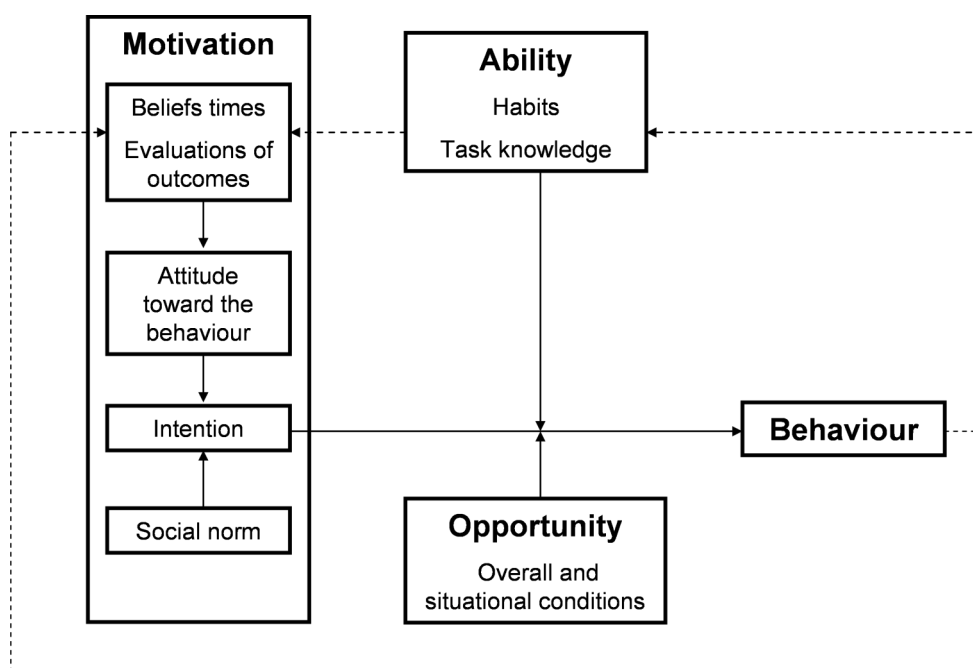 Motivation
Beliefs times
Evaluations of
outcomes
Attitude
toward the
behaviour
Intention
Social norm
Ability
Habits
Task knowledge
Opportunity
Overall and
situational conditions
Behaviour